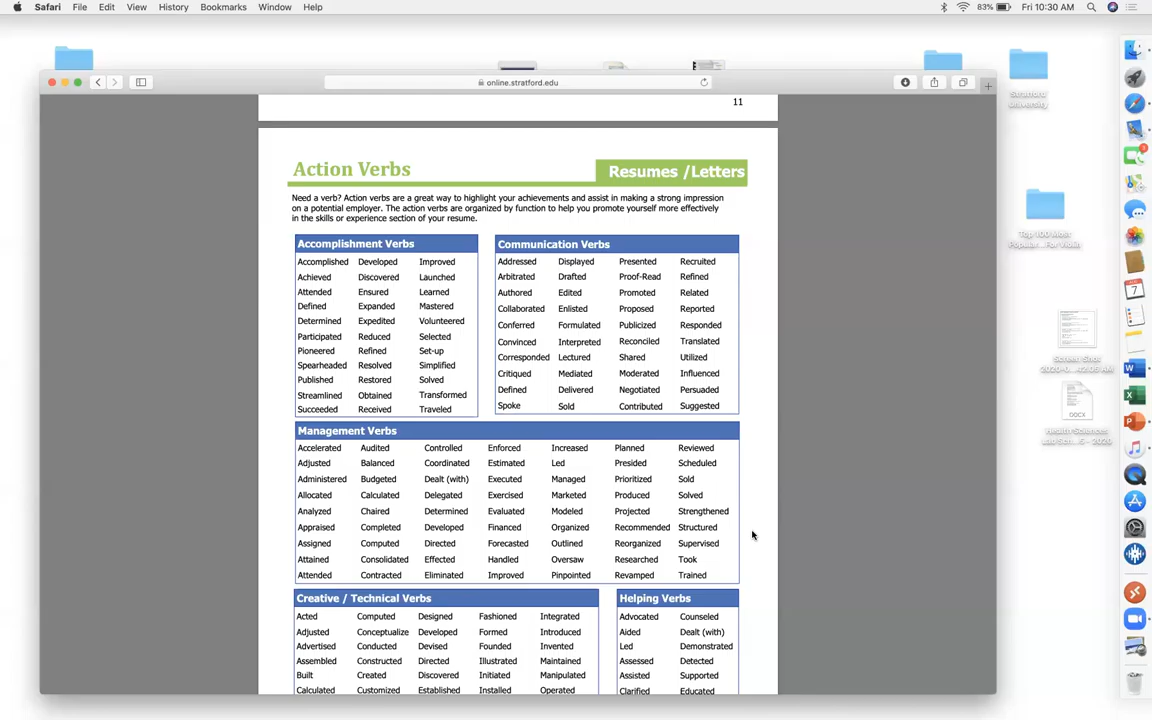 Safari File Edit View History Bookmarks Window Help 83% Fri 10:30 AM
online.stratford.edu
11
Action Verbs Resumes /Letters
Need a verb? Action verbs are a great way to highlight your achievements and assist in making a strong impression
on a potential employer. The action verbs are organized by function to help you promote yourself more effectively
in the skills or experience section of your resume.
Accomplishment Verbs
Accomplished Developed Improved
Achieved Discovered Launched
Attended Ensured Learned
Defined Expanded Mastered
Determined Expedited Volunteered
Participated Reduced Selected
Pioneered Refined Set-up
Spearheaded Resolved Simplified
Published Restored Solved
Streamlined Obtained Transformed
Succeeded Received Traveled
Communication Verbs
Addressed Displayed Presented Recruited
Arbitrated Drafted Proof-Read Refined
Authored Edited Promoted Related
Collaborated Enlisted Proposed Reported
Conferred Formulated Publicized Responded
Convinced Interpreted Reconciled Translated
Corresponded Lectured Shared Utilized
Critiqued Mediated Moderated Influenced
Defined Delivered Negotiated Persuaded
Spoke Sold Contributed Suggested
Management Verbs
Accelerated Audited Controlled Enforced Increased Planned Reviewed
Adjusted Balanced Coordinated Estimated Led Presided Scheduled
Administered Budgeted Dealt (with) Executed Managed Prioritized Sold
Allocated Calculated Delegated Exercised Marketed Produced Solved
Analyzed Chaired Determined Evaluated Modeled Projected Strengthened
Appraised Completed Developed Financed Organized Recommended Structured
Assigned Computed Directed Forecasted Outlined Reorganized Supervised
Attained Consolidated Effected Handled Oversaw Researched Took
Attended Contracted Eliminated Improved Pinpointed Revamped Trained
Creative / Technical Verbs
Acted Computed Designed Fashioned Integrated
Adjusted Conceptualize Developed Formed Introduced
Advertised Conducted Devised Founded Invented
Assembled Constructed Directed Illustrated Maintained
Built Created Discovered Initiated Manipulated
Calculated Customized Established Installed Operated
Helping Verbs
Advocated Counseled
Aided Dealt (with)
Led Demonstrated
Assessed Detected
Assisted Supported
Clarified Educated
Stratford
University
Top 100 Most
Screen Shot
DOCX
Health Sciences
7